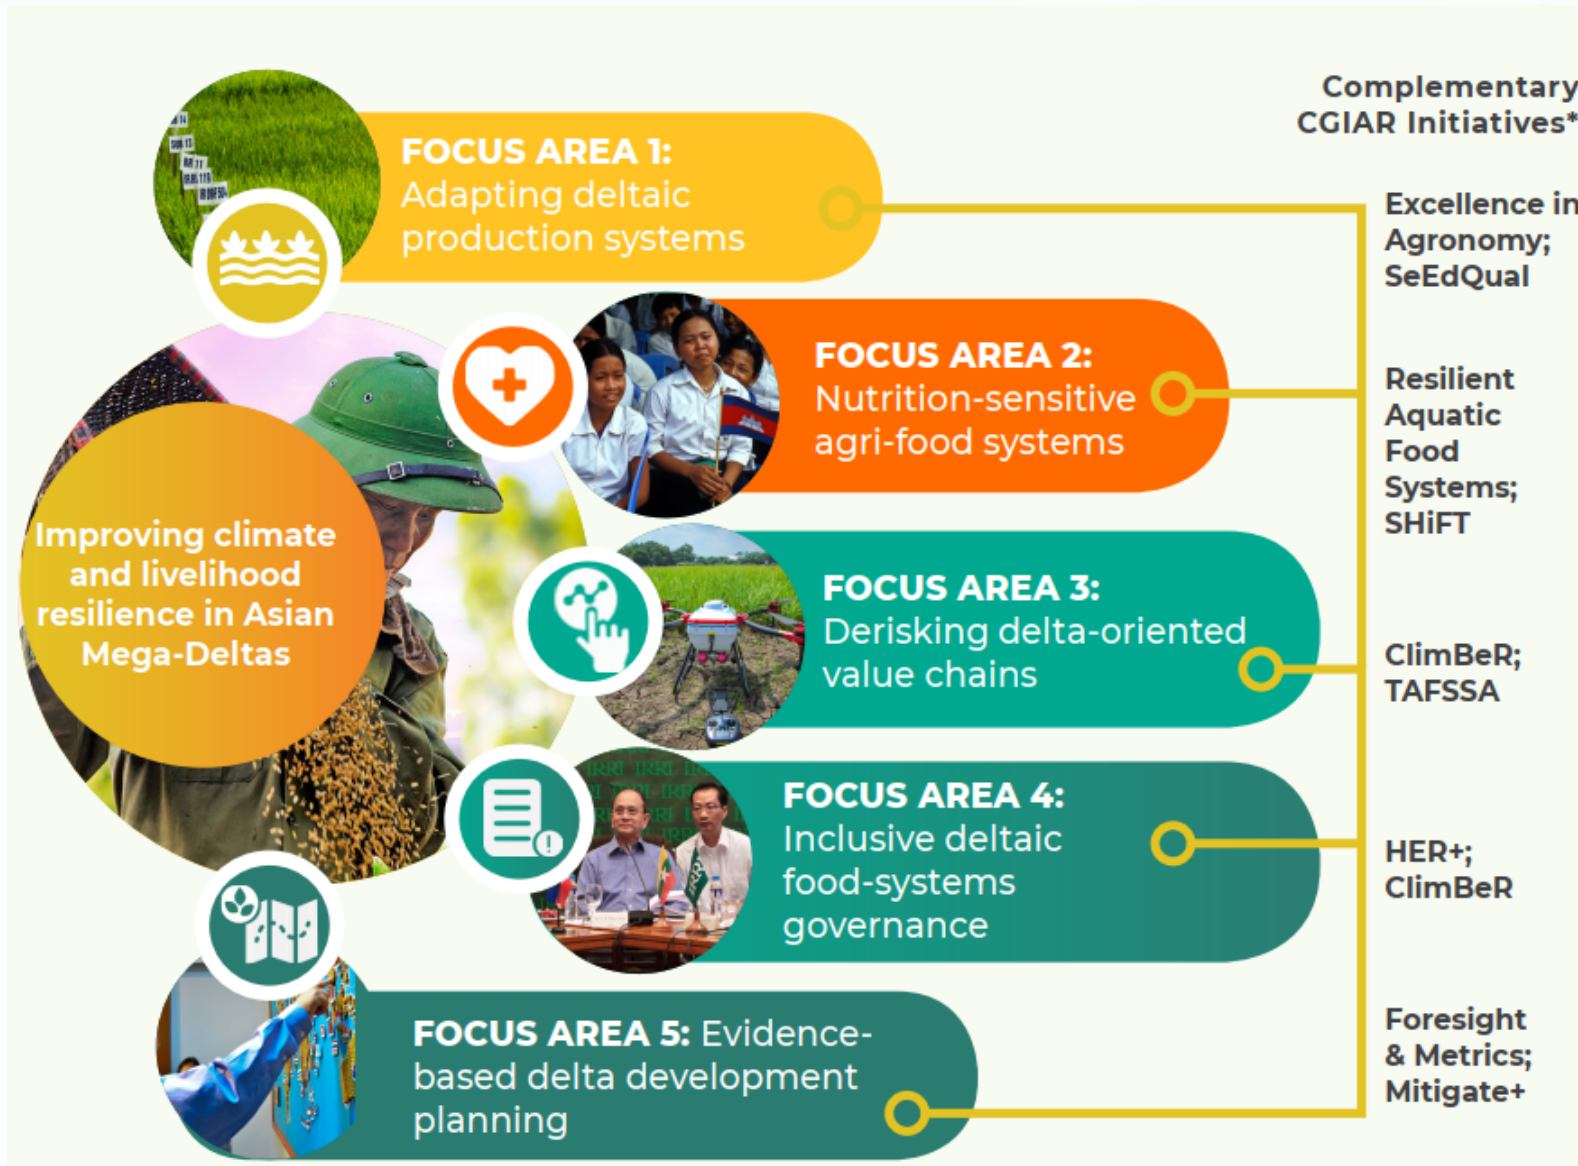 Complementary
CGIAR Initiatives*
FOCUS AREA 1:
Adapting deltaic
production systems
Excellence in
Agronomy;
SeEdQual
FOCUS AREA 2:
Nutrition-sensitive
agri-food systems
Resilient
Aquatic
Food
Systems;
SHiFT
Improving climate
and livelihood
resilience in Asian
Mega-Deltas
FOCUS AREA 3:
Derisking delta-oriented
value chains
ClimBeR;
TAFSSA
FOCUS AREA 4:
Inclusive deltaic
food-systems
governance
IRRI IRRI
IRRI
HER+;
ClimBeR
FOCUS AREA 5: Evidence-
based delta development
planning
Foresight
& Metrics;
Mitigate+